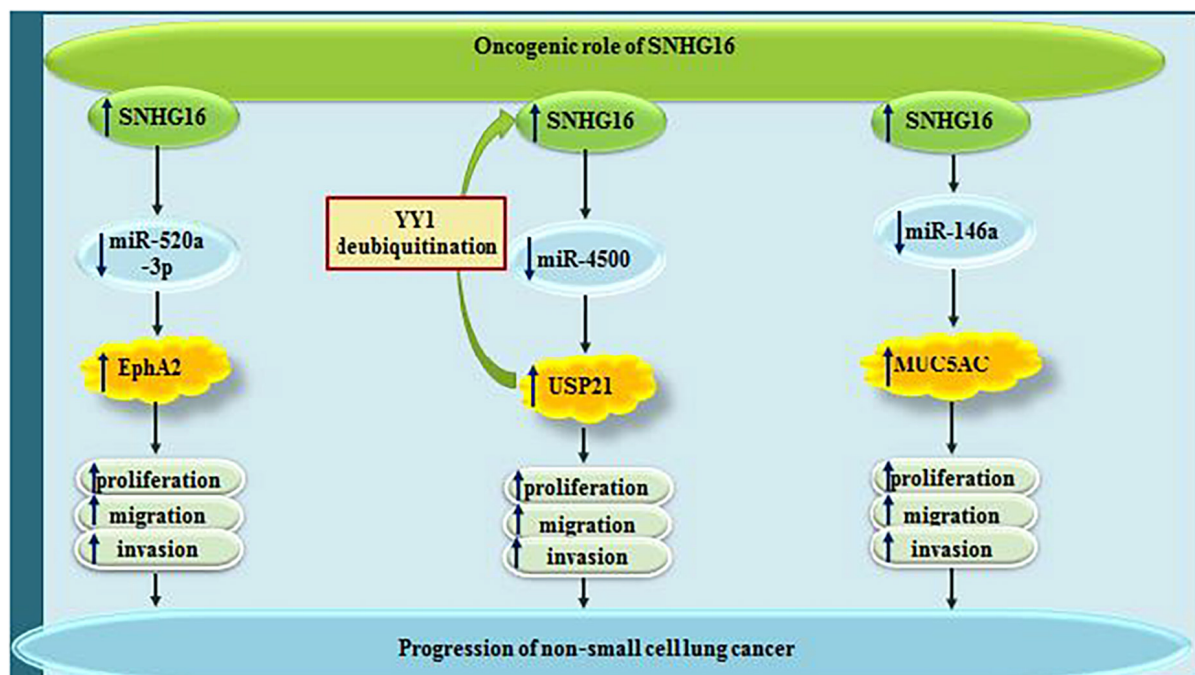 Oncogenic role of SNHG16
SNHG16
miR-520a
-3p
EphA2
proliferation
migration
invasion
SNHG16
YY1
deubiquitination
miR-4500
USP21
proliferation
migration
invasion
SNHG16
miR-146a
MUC5AC
proliferation
migration
invasion
Progression of non-small cell lung cancer